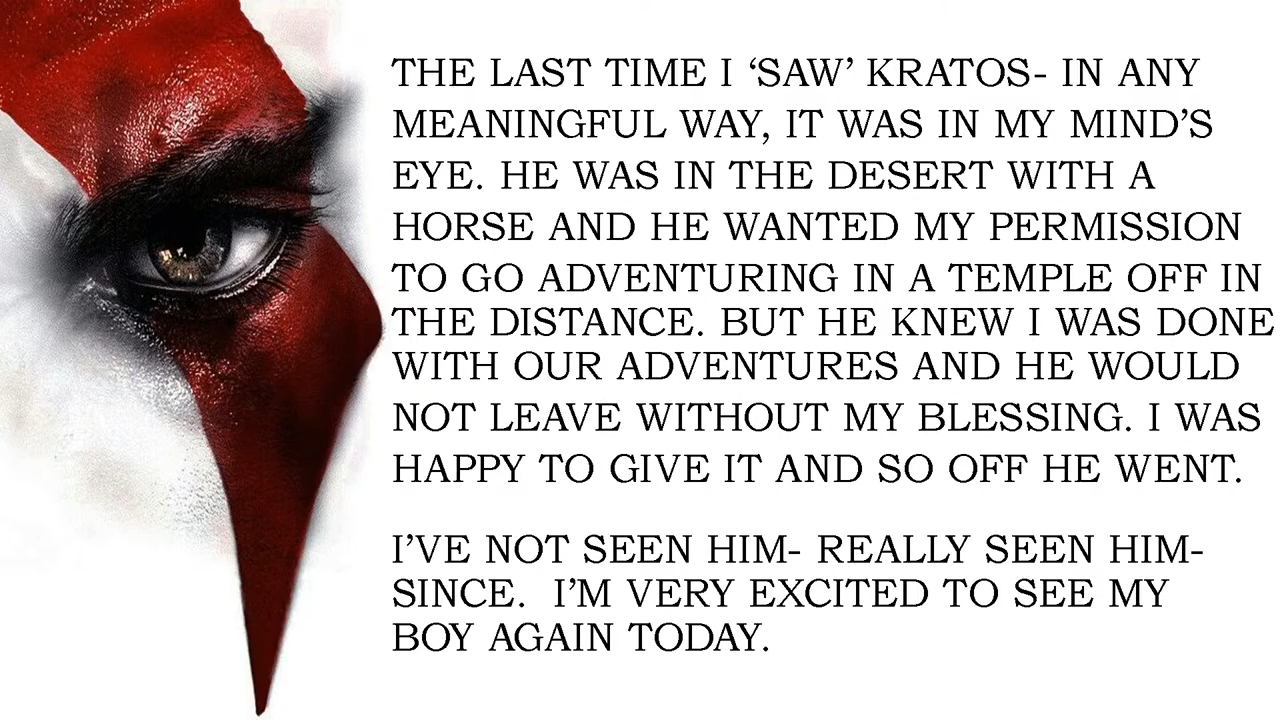 THE LAST TIME I ‘SAW’ KRATOS- IN ANY
MEANINGFUL WAY, IT WAS IN MY MIND’S
EYE. HE WAS IN THE DESERT WITH A
HORSE AND HE WANTED MY PERMISSION
TO GO ADVENTURING IN A TEMPLE OFF IN
THE DISTANCE. BUT HE KNEW I WAS DONE
WITH OUR ADVENTURES AND HE WOULD
NOT LEAVE WITHOUT MY BLESSING. I WAS
HAPPY TO GIVE IT AND SO OFF HE WENT.
I’VE NOT SEEN HIM- REALLY SEEN HIM-
SINCE.  I’M VERY EXCITED TO SEE MY
BOY AGAIN TODAY.